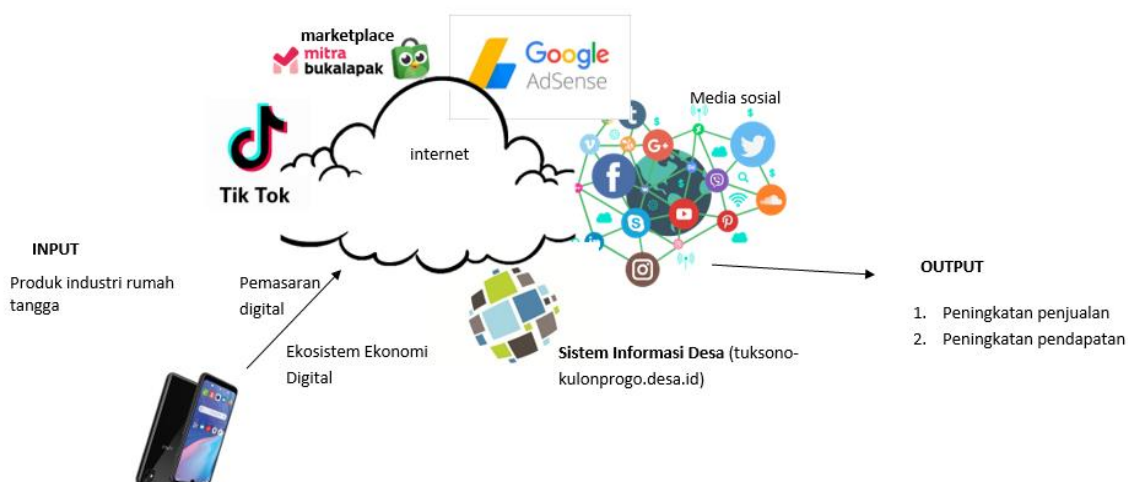 marketplace
mitra
bukalapak
Google
AdSense
Media sosial
internet
Tik Tok
INPUT
Produk industri rumah
tangga
Pemasaran
digital
Ekosistem Ekonomi
Digital
Sistem Informasi Desa (tuksono-
kulonprogo.desa.id)
OUTPUT
1. Peningkatan penjualan
2. Peningkatan pendapatan